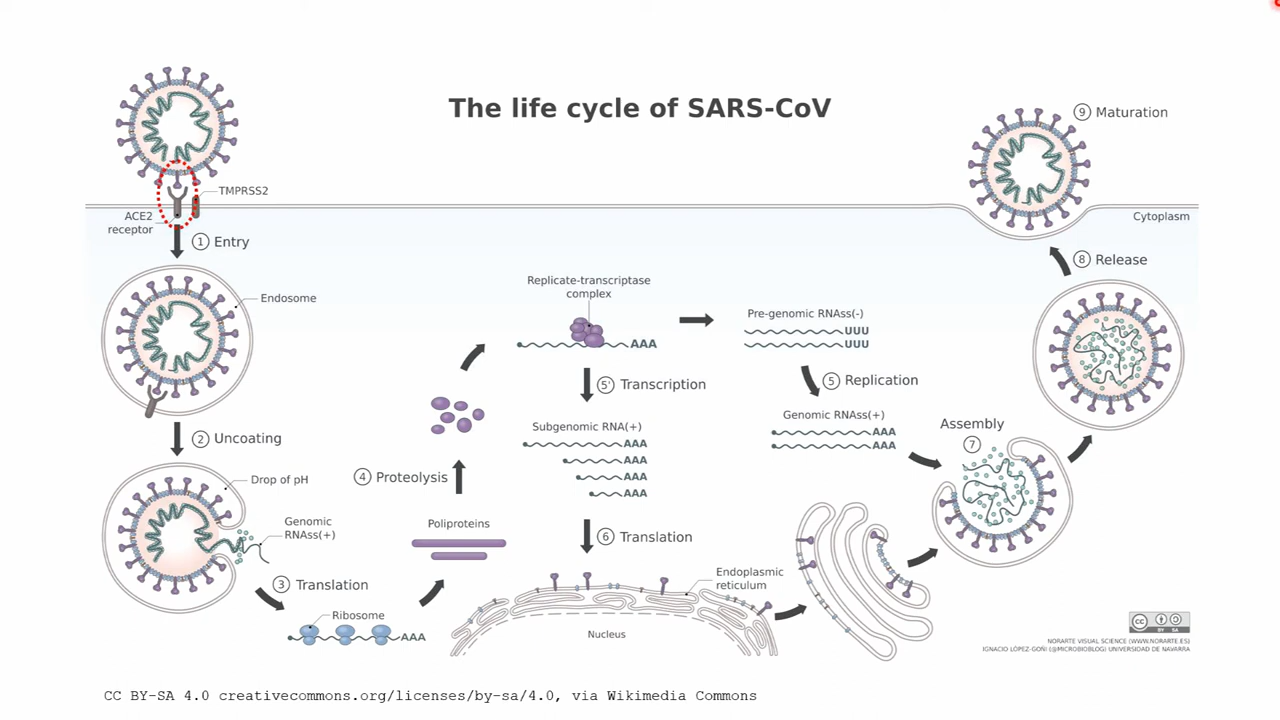 The life cycle of SARS-CoV
TMPRSS2
ACE2
receptor
1 Entry
Endosome
2 Uncoating
Drop of pH
Genomic
RNAss(+)
3 Translation
Ribosome
AAA
Poliproteins
4 Proteolysis
Replicate-transcriptase
complex
AAA
5' Transcription
Subgenomic RNA(+)
AAA
AAA
AAA
AAA
6 Translation
Endoplasmic
reticulum
Nucleus
Pre-genomic RNAss(-)
UUU
UUU
5 Replication
Genomic RNAss(+)
AAA
AAA
Assembly
7
8 Release
9 Maturation
Cytoplasm
CC BY SA
NORARTE VISUAL SCIENCE (WWW.NORARTE.ES)
IGNACIO LÓPEZ-GOÑI (@MICROBIOBLOG) UNIVERSIDAD DE NAVARRA
CC BY-SA 4.0 creativecommons.org/licenses/by-sa/4.0, via Wikimedia Commons